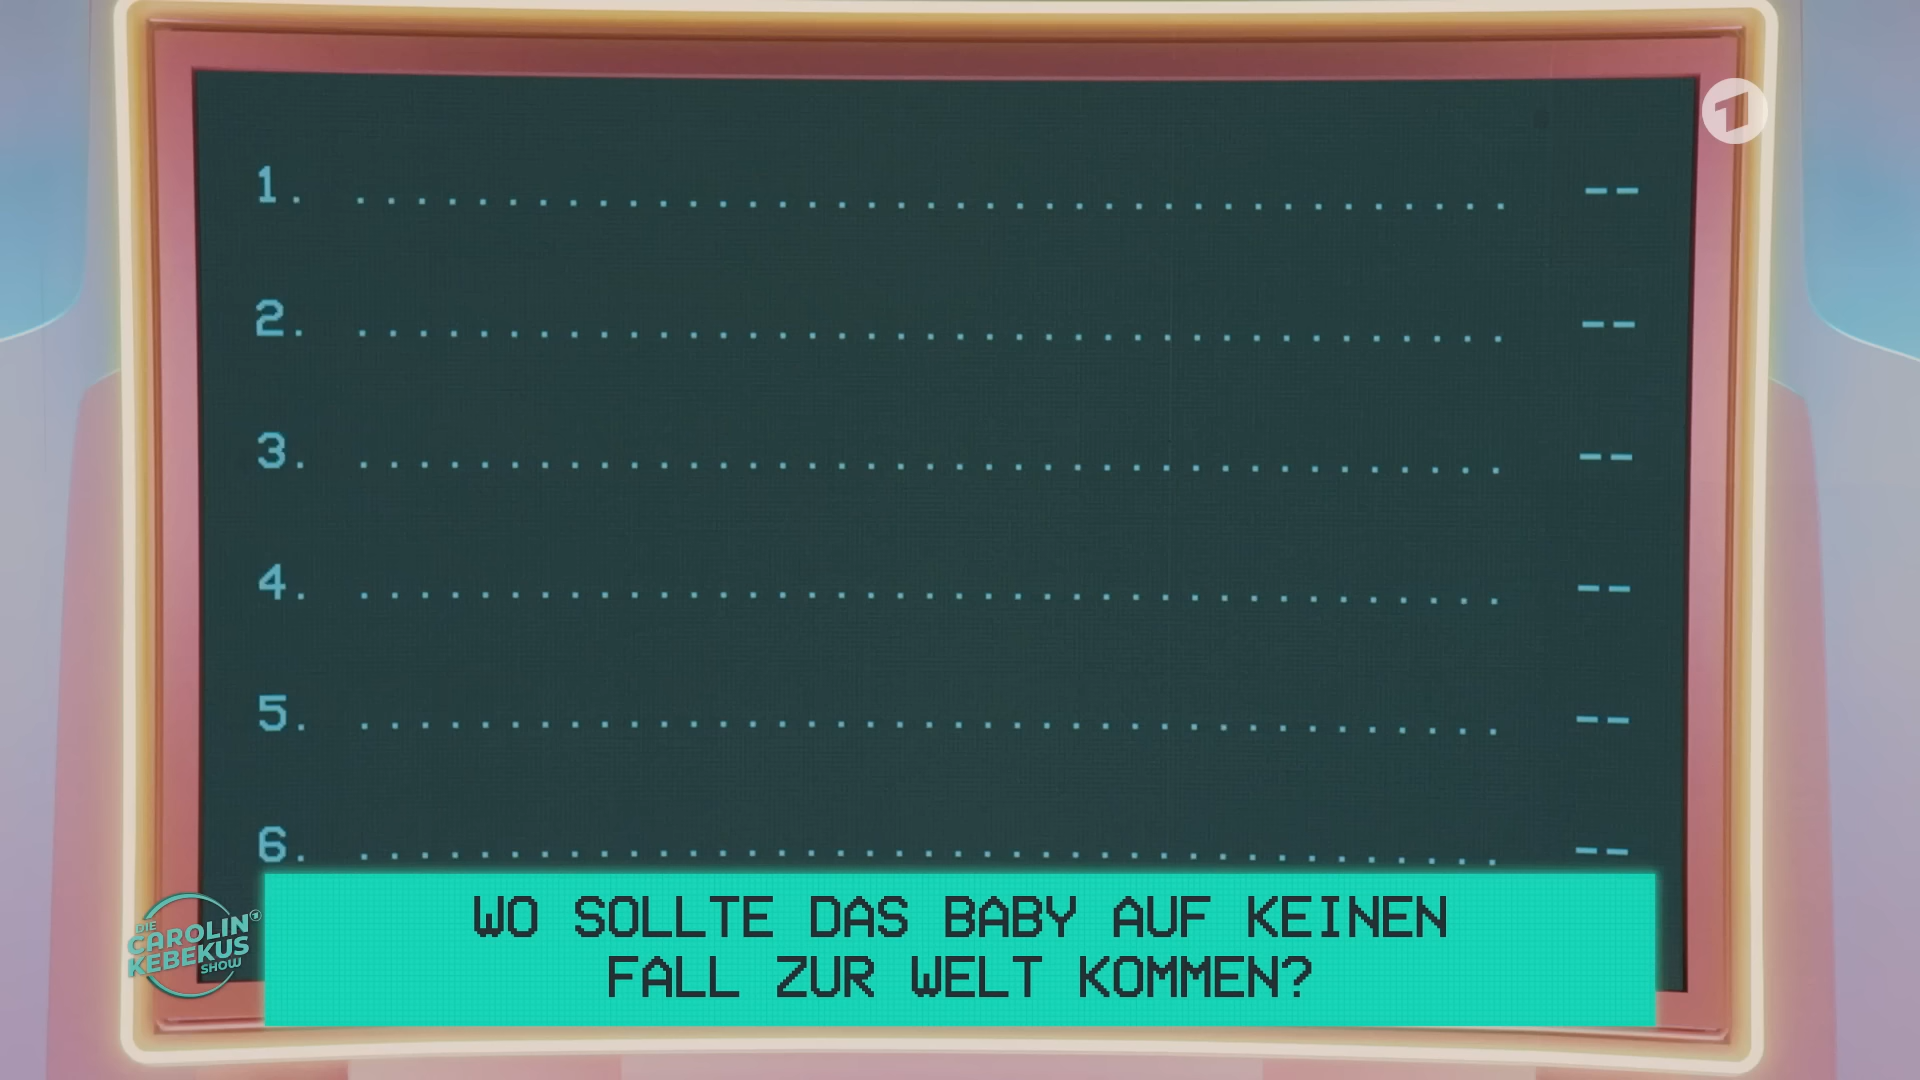 1. ...................................... --
2. ...................................... --
3. ...................................... --
4. ...................................... --
5. ...................................... --
6. ...................................... --
WO SOLLTE DAS BABY AUF KEINEN
FALL ZUR WELT KOMMEN?
DIE
CAROLIN
KEBEKUS
SHOW
1